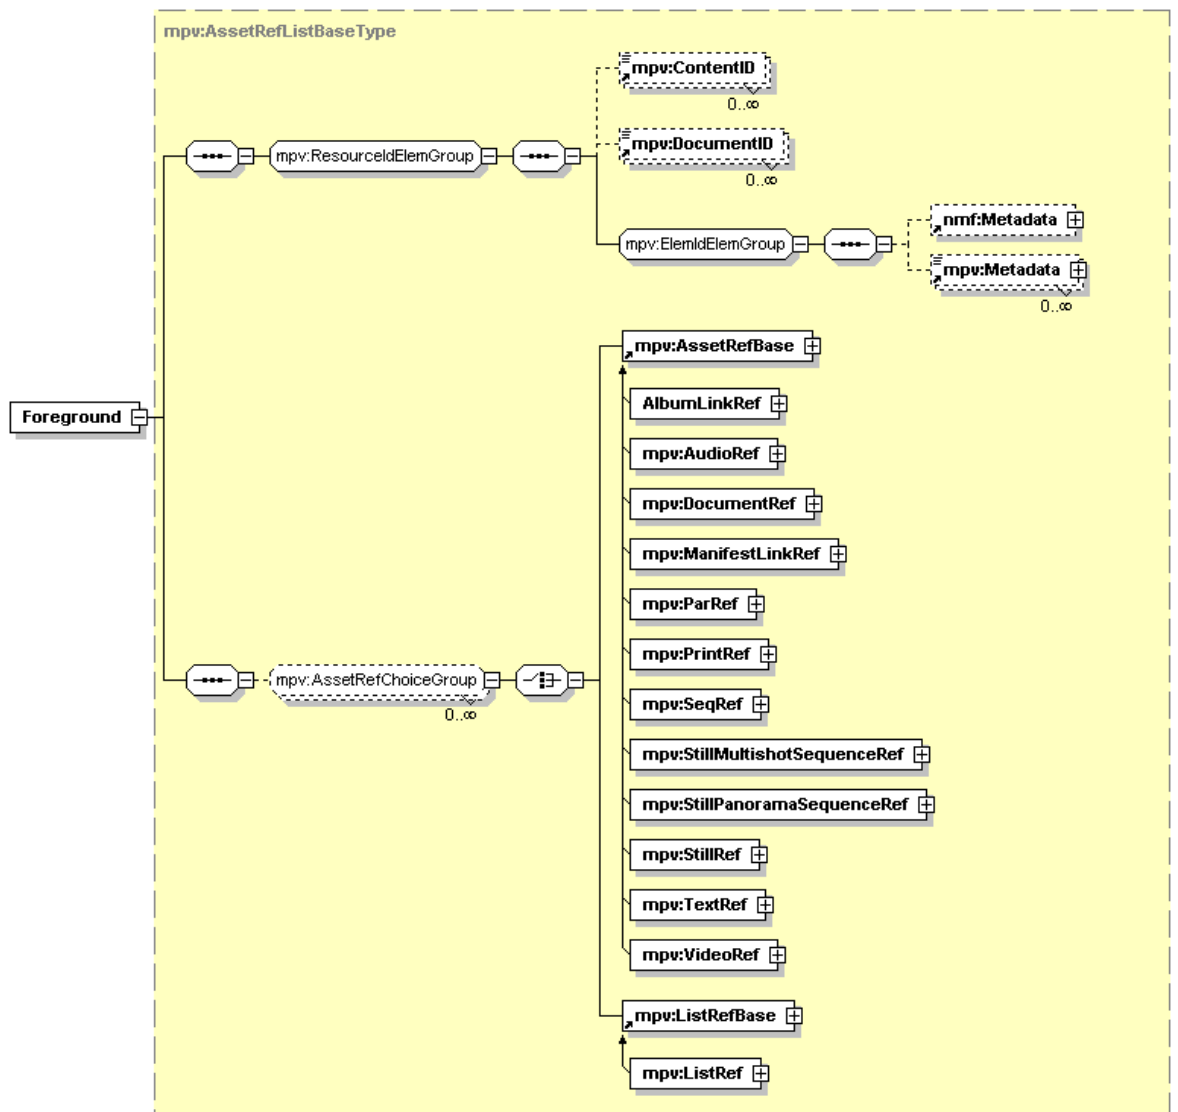 mpv:AssetRefListBaseType
mpv:ContentID
0..∞
mpv:ResourceIdElemGroup
mpv:DocumentID
0..∞
mpv:ElemIdElemGroup
nmf:Metadata
mpv:Metadata
0..∞
mpv:AssetRefBase
AlbumLinkRef
Foreground
mpv:AudioRef
mpv:DocumentRef
mpv:ManifestLinkRef
mpv:ParRef
mpv:PrintRef
mpv:AssetRefChoiceGroup
0..∞
mpv:SeqRef
mpv:StillMultishotSequenceRef
mpv:StillPanoramaSequenceRef
mpv:StillRef
mpv:TextRef
mpv:VideoRef
mpv:ListRefBase
mpv:ListRef